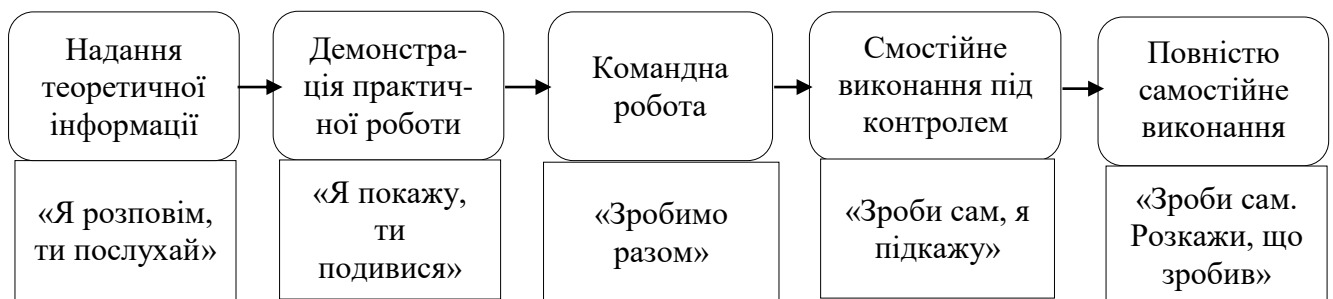 Надання
теоретичної
інформації
Демонстра-
ція практич-
ної роботи
Командна
робота
Смостійне
виконання під
контролем
Повністю
самостійне
виконання
«Я розповім,
ти послухай»
«Я покажу,
ти
подивися»
«Зробимо
разом»
«Зроби сам, я
підкажу»
«Зроби сам.
Розкажи, що
зробив»